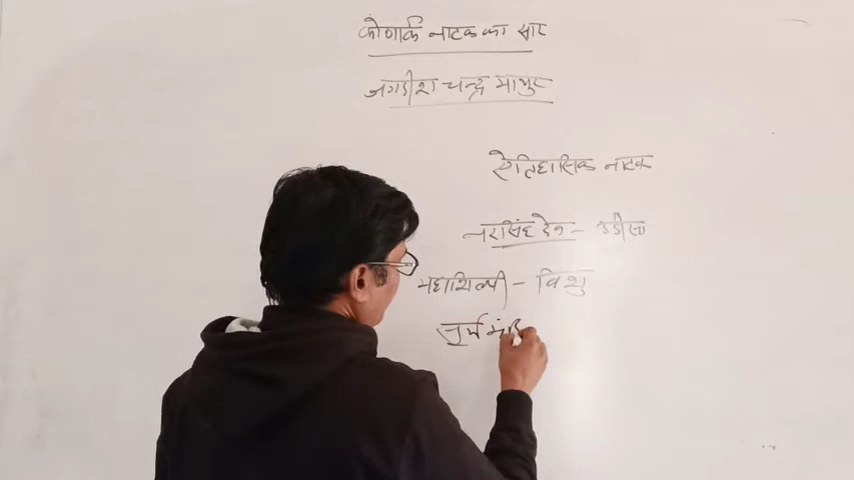 कोणार्क नाटक का सार
जगदीश चन्द्र माथुर
ऐतिहासिक नाटक
नरसिंह देव - उडीसा
महाशिल्पी - विशु
सूर्य मं